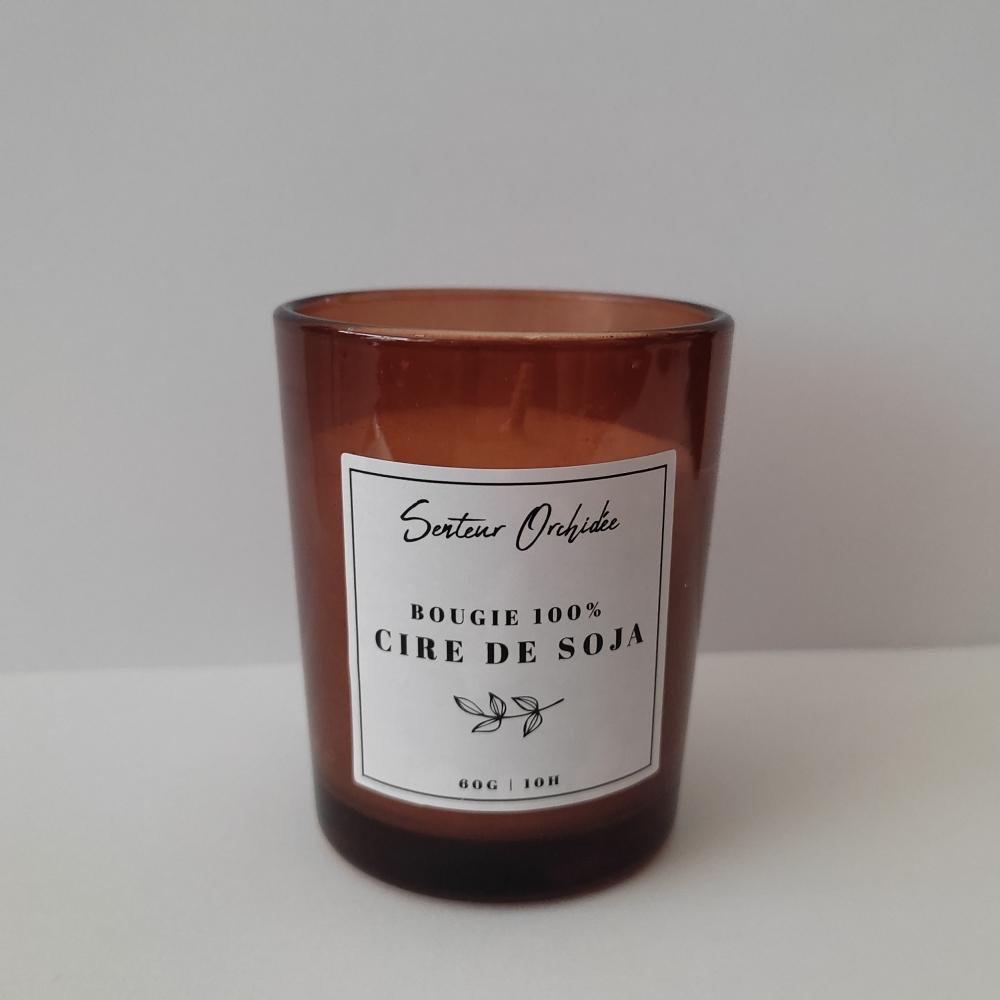 Senteur Orchidée
BOUGIE 100%
CIRE DE SOJA
60G | 10H